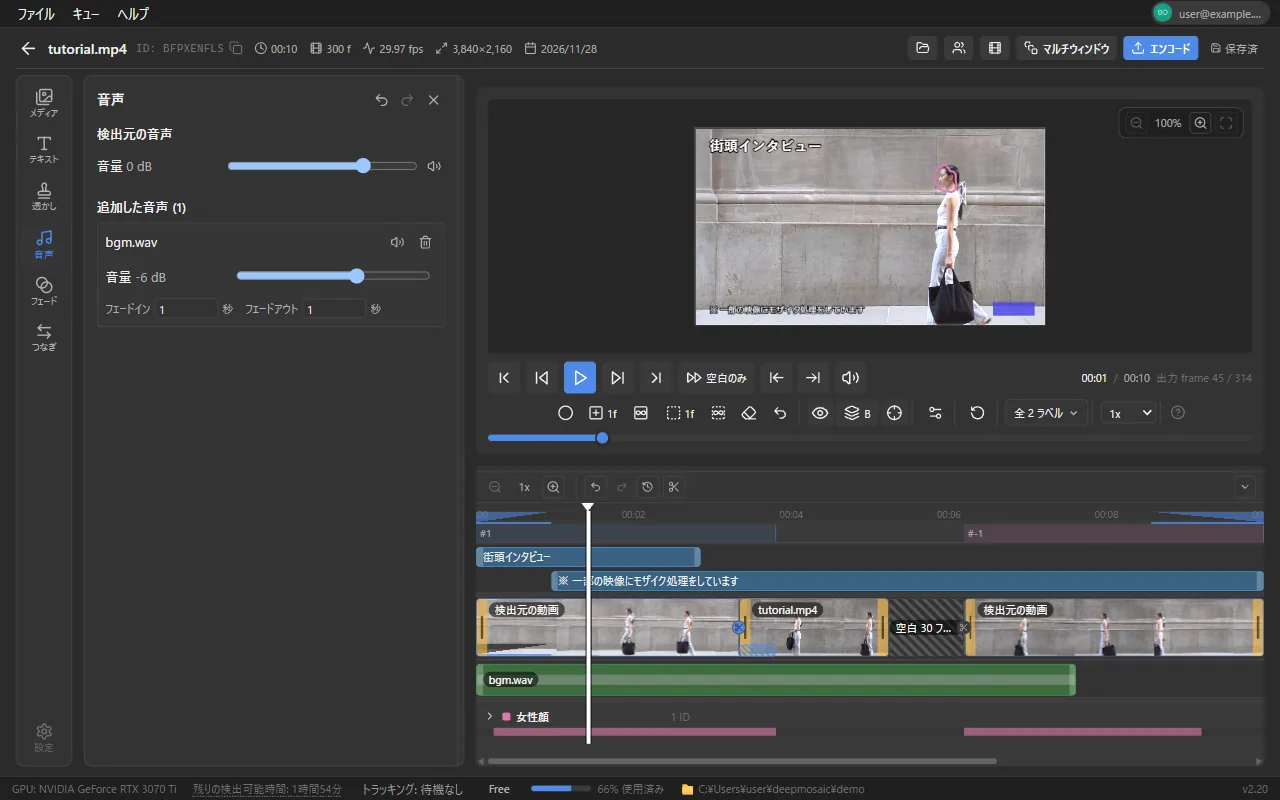 ファイル キュー ヘルプ
BO user@example....
tutorial.mp4 ID: BFPXENFLS 00:10 300 f 29.97 fps 3,840×2,160 2026/11/28
マルチウィンドウ エンコード 保存済
メディア
テキスト
透かし
音声
フェード
つなぎ
設定
音声
検出元の音声
音量 0 dB
追加した音声 (1)
bgm.wav
音量 -6 dB
フェードイン 1 秒 フェードアウト 1 秒
100%
街頭インタビュー
※ 一部の映像にモザイク処理をしています
空白のみ
00:01 / 00:10 出力 frame 45 / 314
1f 1f B 全 2 ラベル 1x
1x
00:02 00:04 00:06 00:08
#1 #-1
街頭インタビュー
※ 一部の映像にモザイク処理をしています
検出元の動画 tutorial.mp4 空白 30 フ... 検出元の動画
bgm.wav
女性顔 1 ID
GPU: NVIDIA GeForce RTX 3070 Ti 残りの検出可能時間: 1時間54分 トラッキング: 待機なし Free 66% 使用済み C:¥Users¥user¥deepmosaic¥demo v2.20